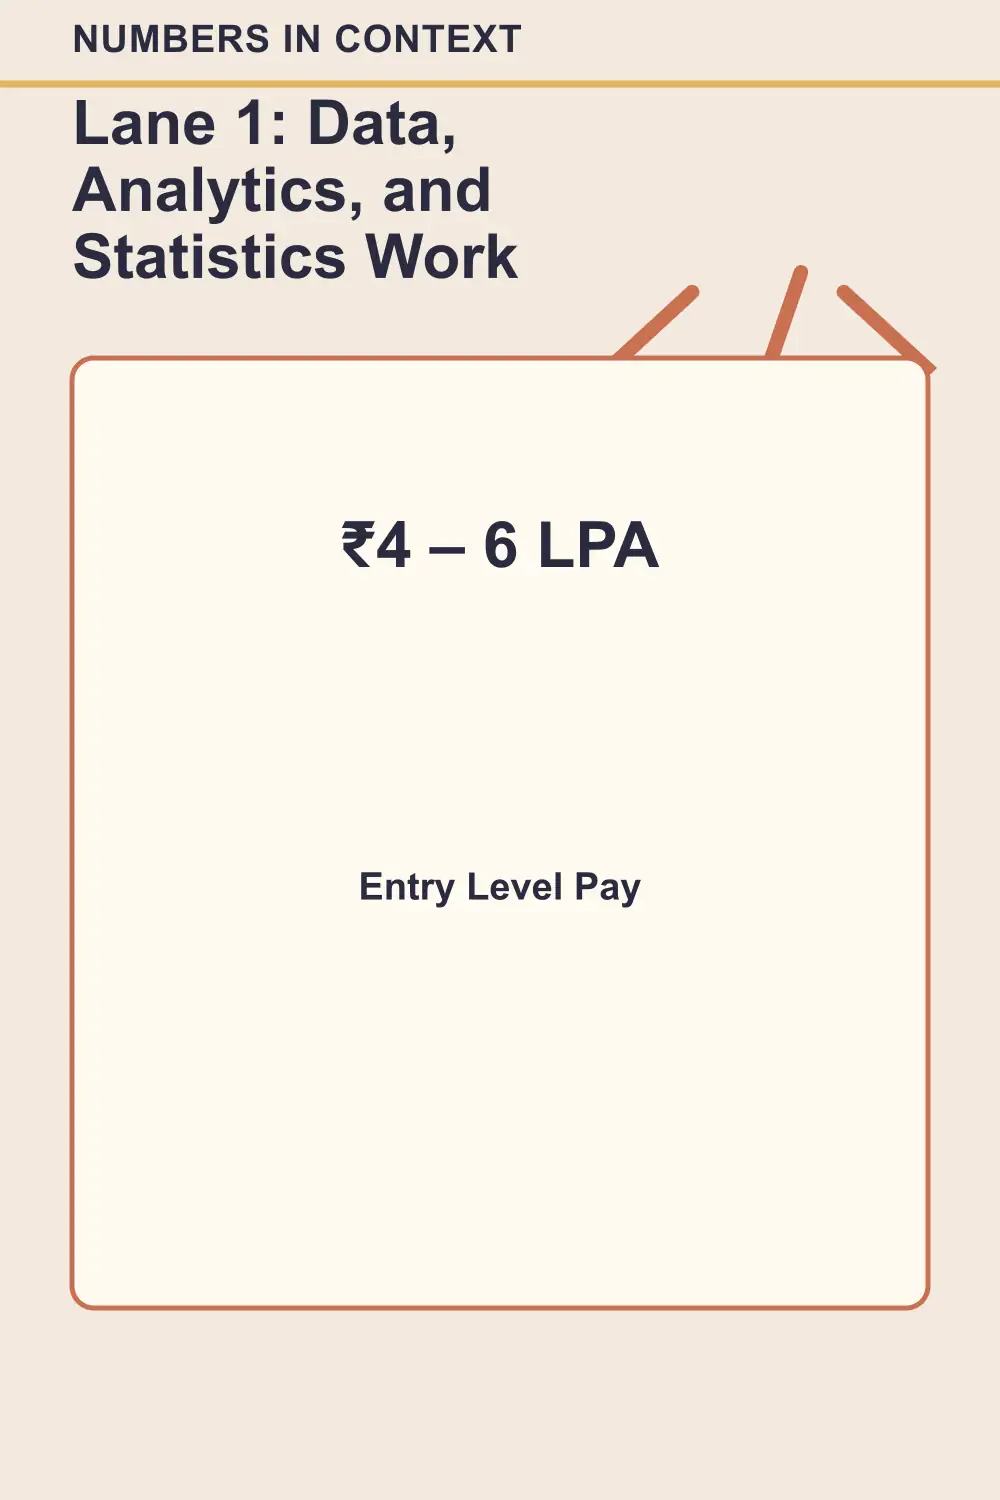 NUMBERS IN CONTEXT
Lane 1: Data,
Analytics, and
Statistics Work
₹4 – 6 LPA
Entry Level Pay